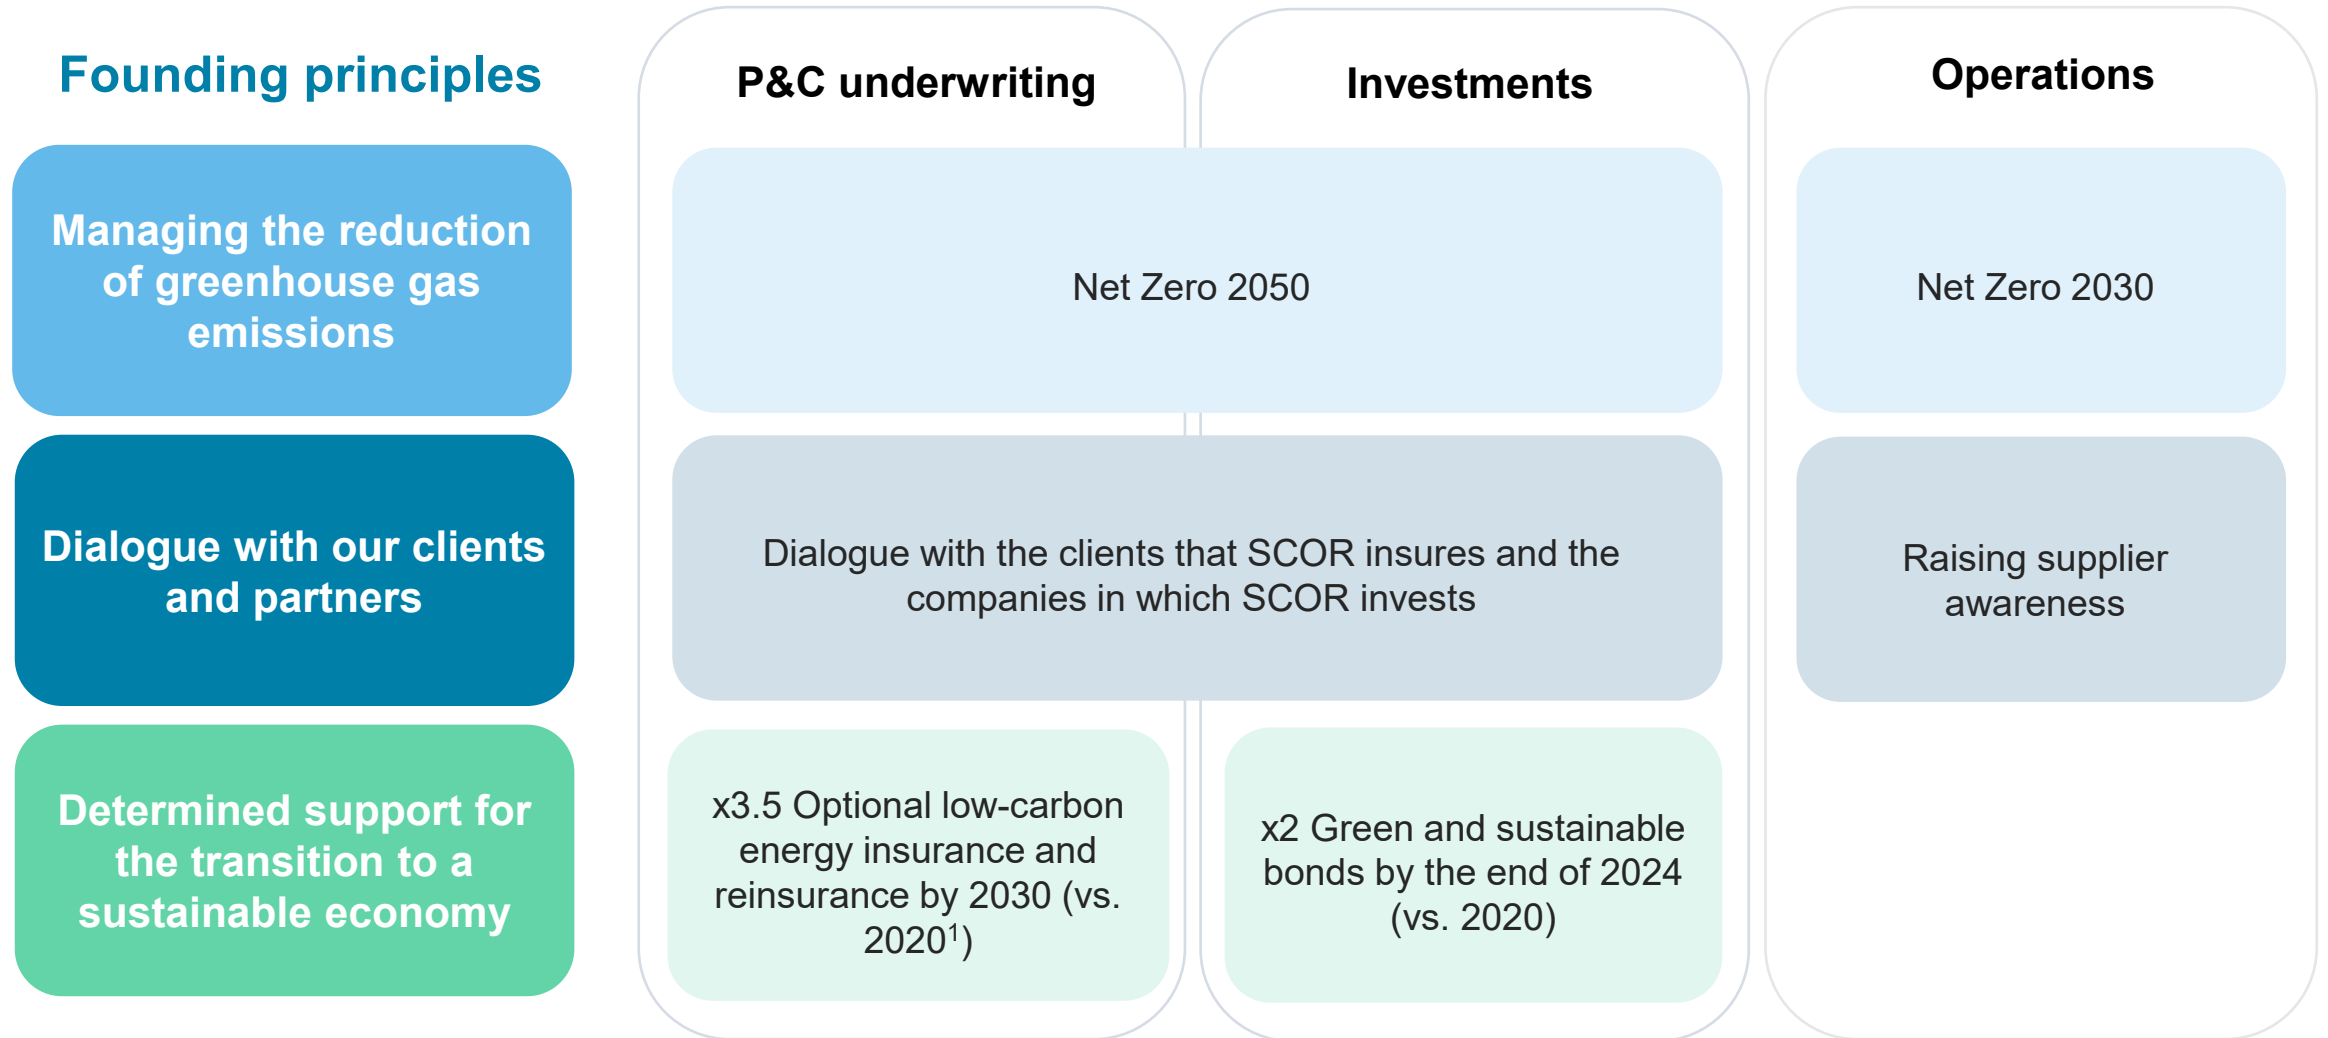 Founding principles
P&C underwriting
Investments
Operations
Managing the reduction
of greenhouse gas
emissions
Net Zero 2050
Net Zero 2030
Dialogue with our clients
and partners
Dialogue with the clients that SCOR insures and the
companies in which SCOR invests
Raising supplier
awareness
Determined support for
the transition to a
sustainable economy
x3.5 Optional low-carbon
energy insurance and
reinsurance by 2030 (vs.
2020¹)
x2 Green and sustainable
bonds by the end of 2024
(vs. 2020)